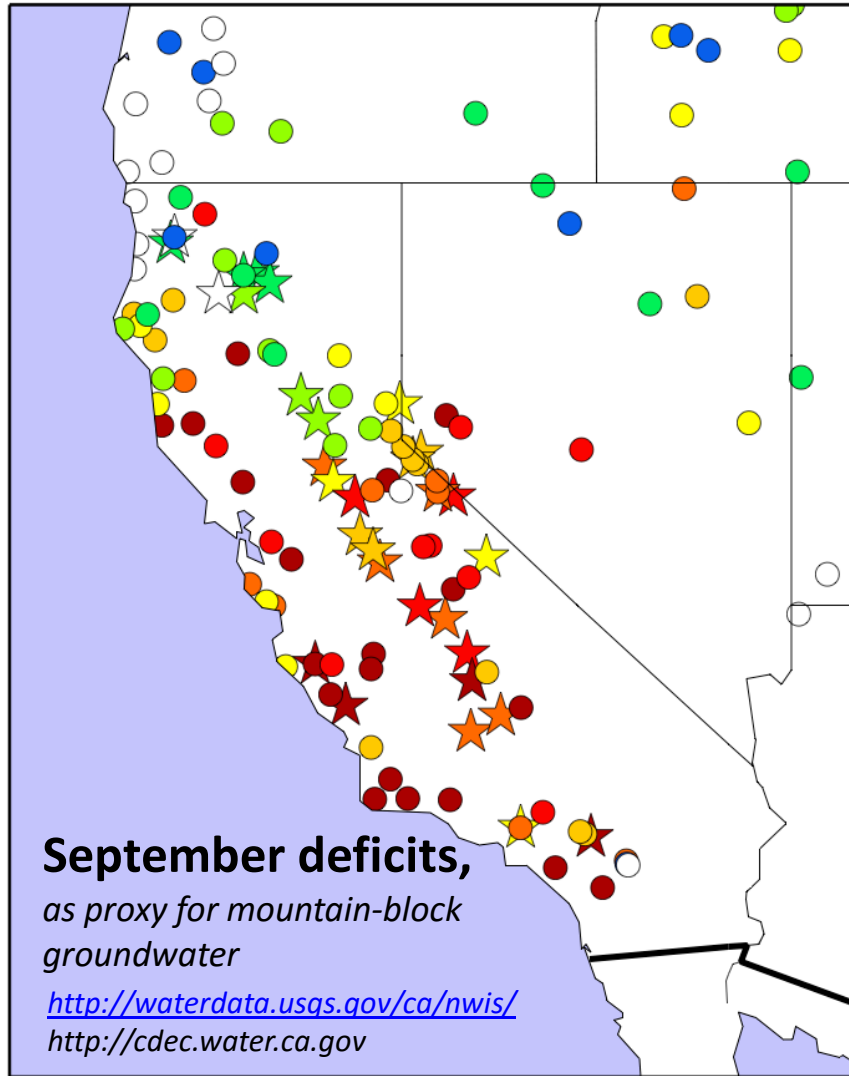 September deficits,
as proxy for mountain-block
groundwater
http://waterdata.usgs.gov/ca/nwis/
http://cdec.water.ca.gov